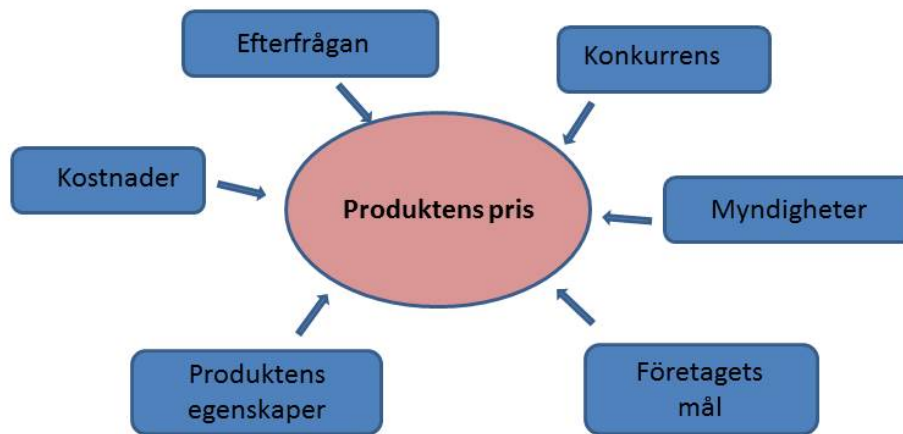 Efterfrågan
Konkurrens
Kostnader
Produktens pris
Myndigheter
Produktens
egenskaper
Företagets
mål